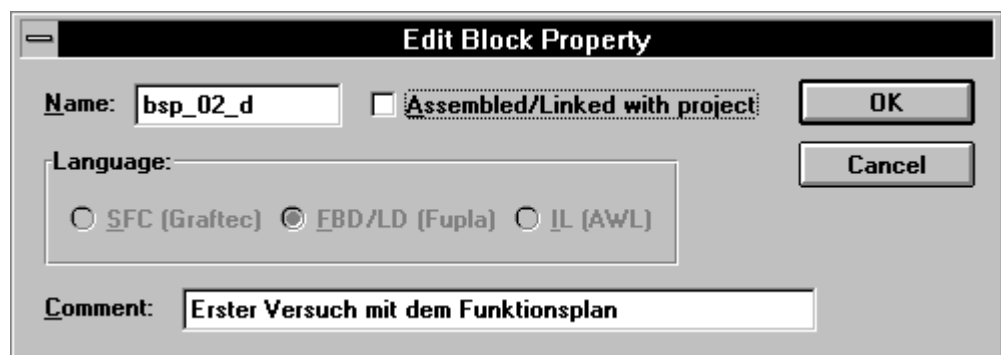 Edit Block Property
Name: bsp_02_d Assembled/Linked with project OK
Language: Cancel
SFC (Graftec) FBD/LD (Fupla) IL (AWL)
Comment: Erster Versuch mit dem Funktionsplan